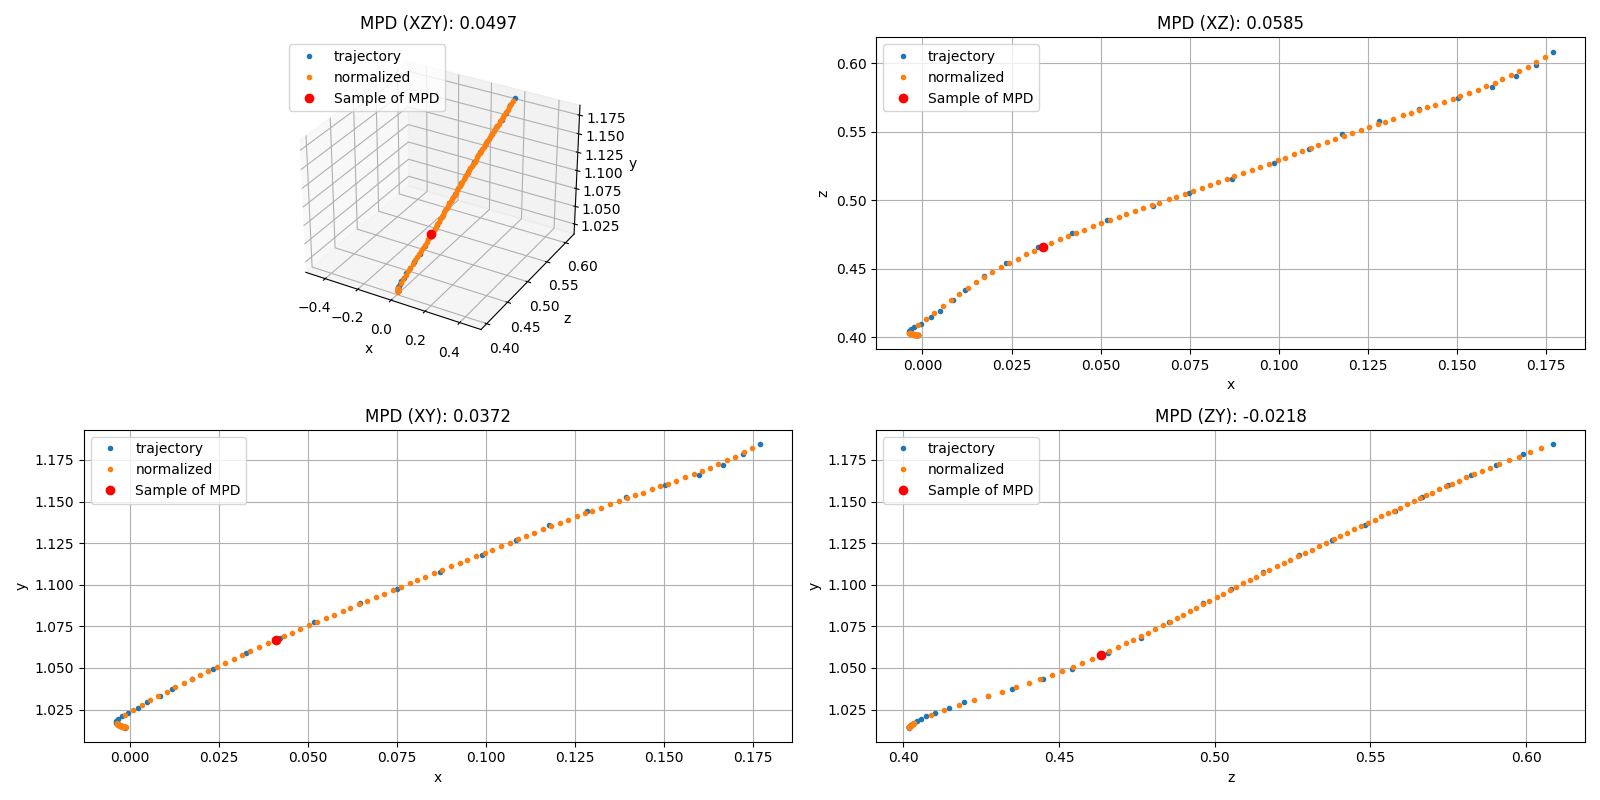 MPD (XZY): 0.0497
trajectory
normalized
Sample of MPD
1.175
1.150
1.125
1.100
1.075
1.050
1.025
y
0.60
0.55
0.50
0.45
0.40
z
−0.4
−0.2
0.0
0.2
0.4
x
MPD (XZ): 0.0585
trajectory
normalized
Sample of MPD
0.60
0.55
0.50
0.45
0.40
z
0.000 0.025 0.050 0.075 0.100 0.125 0.150 0.175
x
MPD (XY): 0.0372
trajectory
normalized
Sample of MPD
1.175
1.150
1.125
1.100
1.075
1.050
1.025
y
0.000 0.025 0.050 0.075 0.100 0.125 0.150 0.175
x
MPD (ZY): -0.0218
trajectory
normalized
Sample of MPD
1.175
1.150
1.125
1.100
1.075
1.050
1.025
y
0.40 0.45 0.50 0.55 0.60
z